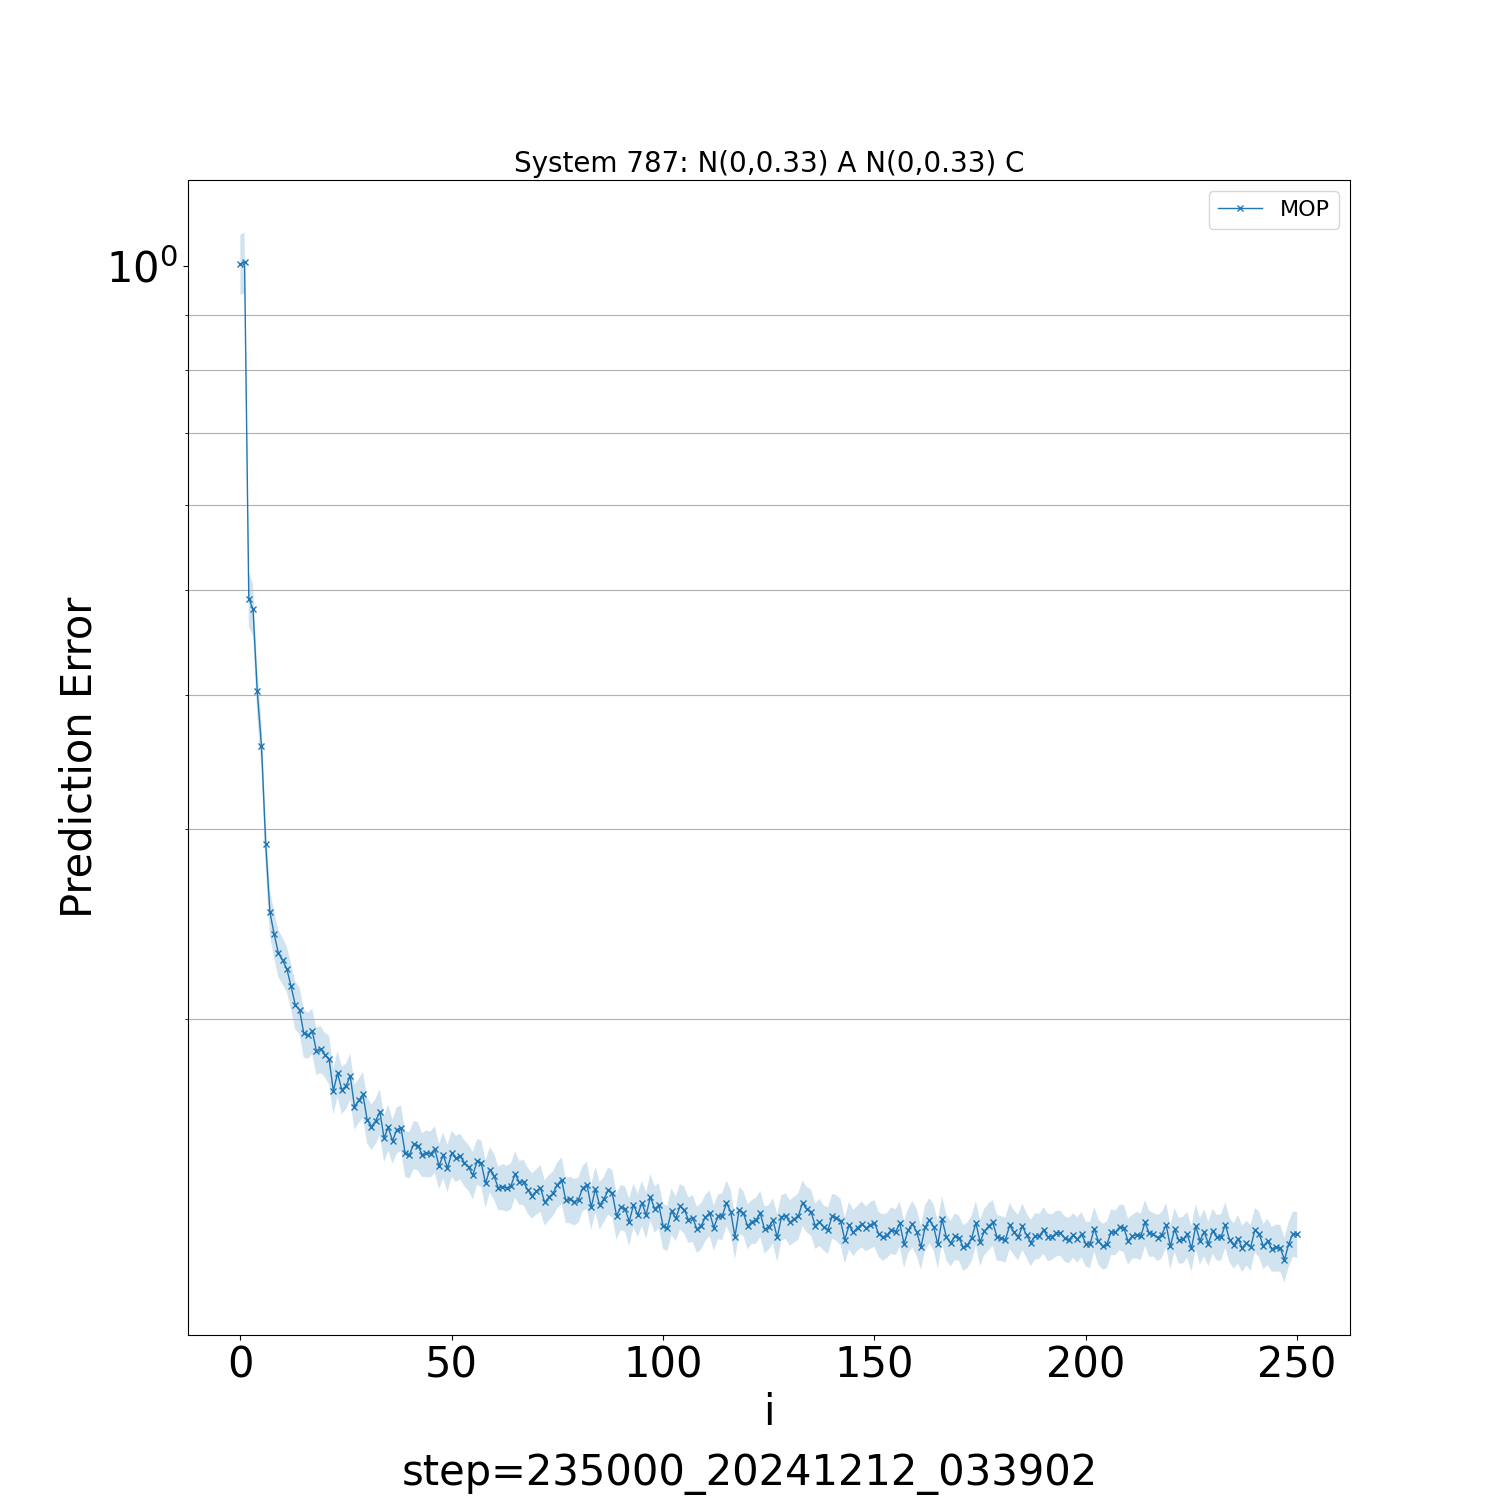 System 787: N(0,0.33) A N(0,0.33) C
MOP
10⁰
Prediction Error
0 50 100 150 200 250
i
step=235000_20241212_033902